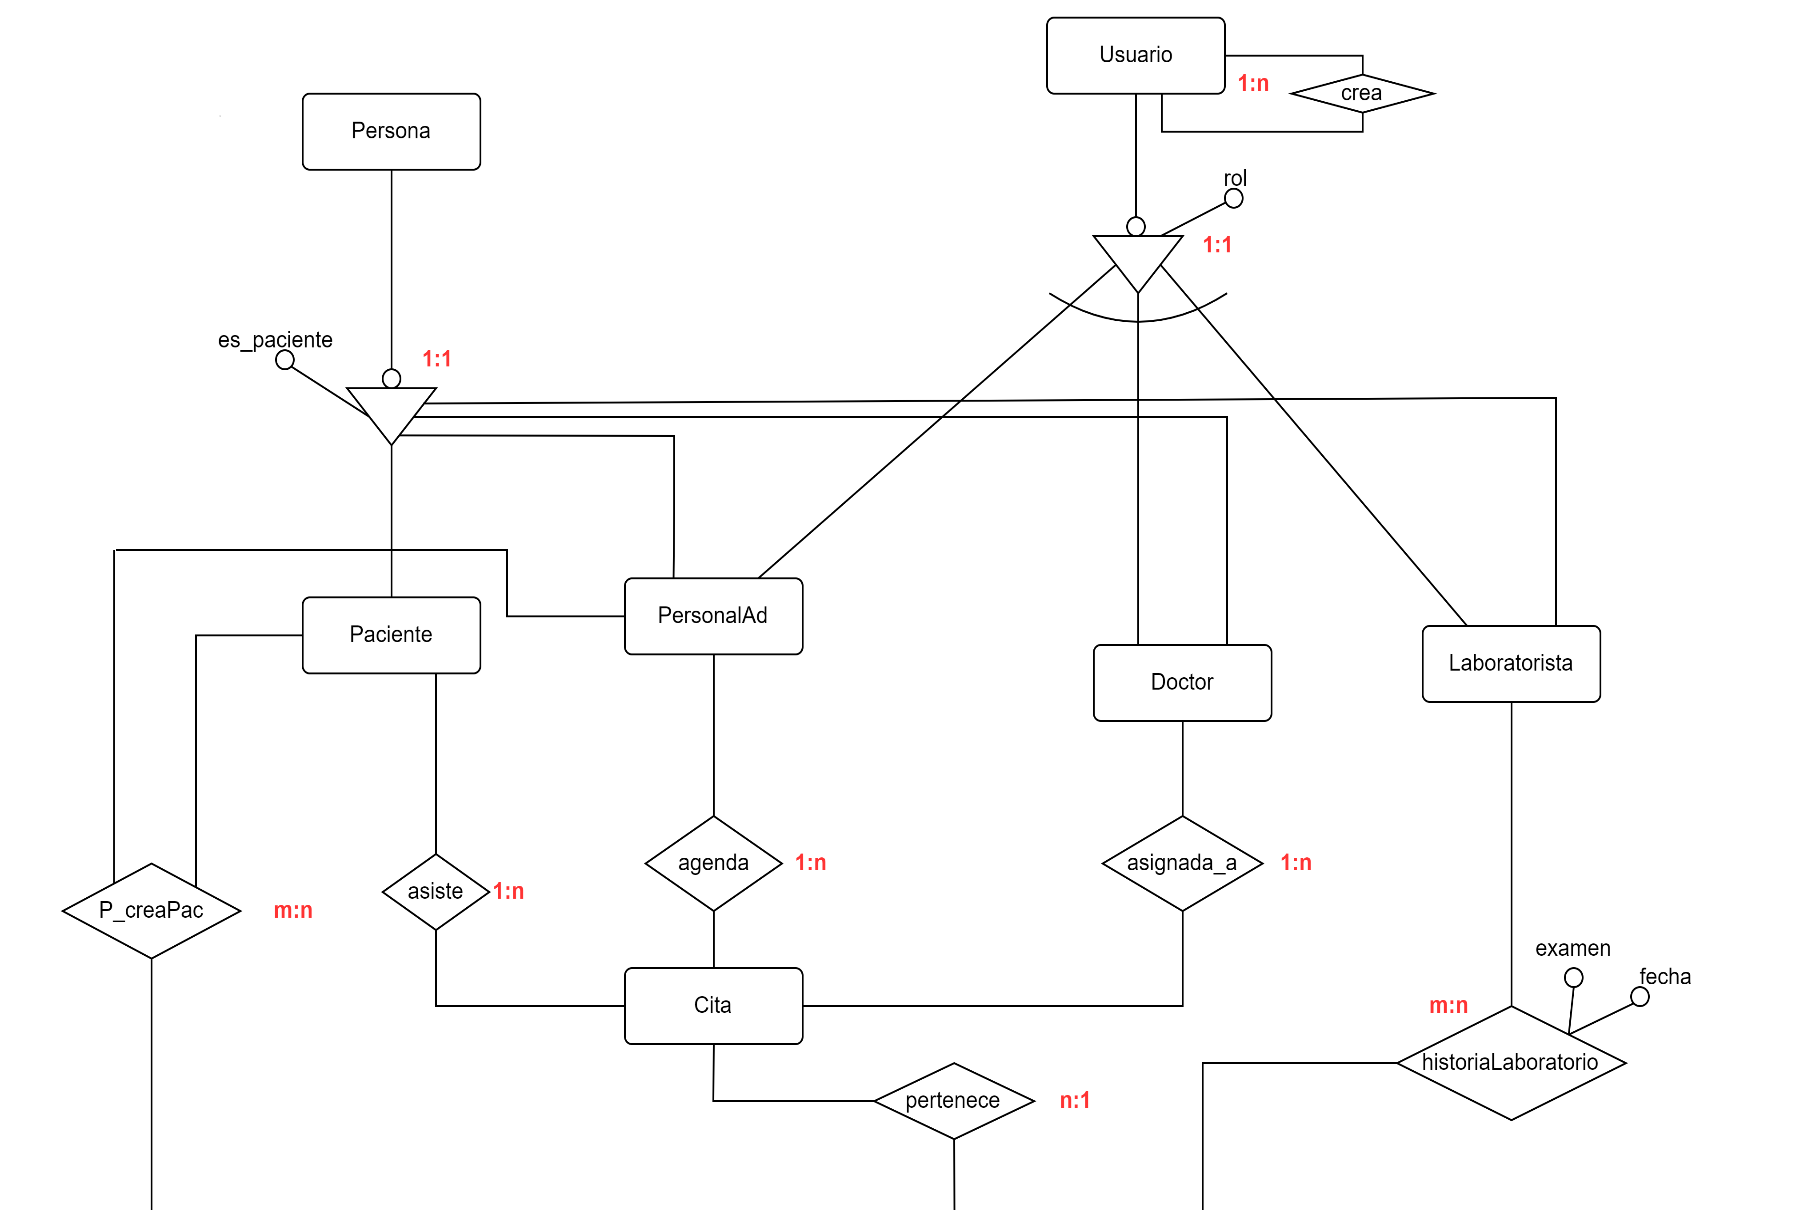 Usuario
1:n
crea
Persona
rol
1:1
es_paciente
1:1
PersonalAd
Paciente
Laboratorista
Doctor
agenda
1:n
asignada_a
1:n
asiste
1:n
P_creaPac
m:n
examen
fecha
Cita
m:n
historiaLaboratorio
pertenece
n:1